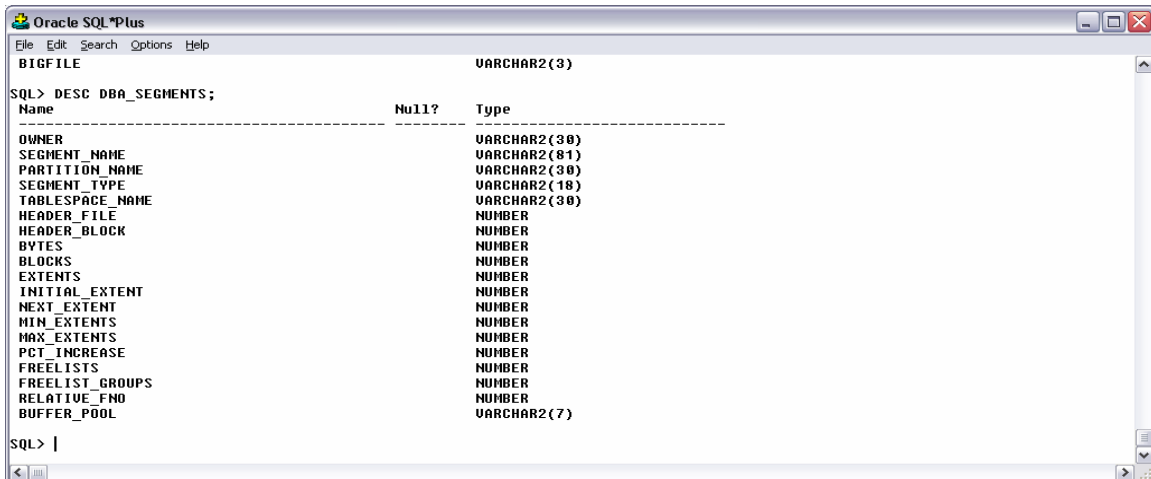 Oracle SQL*Plus
File Edit Search Options Help
BIGFILE VARCHAR2(3)
SQL> DESC DBA_SEGMENTS;
Name Null? Type
----------------------------------------- -------- ----------------------------
OWNER VARCHAR2(30)
SEGMENT_NAME VARCHAR2(81)
PARTITION_NAME VARCHAR2(30)
SEGMENT_TYPE VARCHAR2(18)
TABLESPACE_NAME VARCHAR2(30)
HEADER_FILE NUMBER
HEADER_BLOCK NUMBER
BYTES NUMBER
BLOCKS NUMBER
EXTENTS NUMBER
INITIAL_EXTENT NUMBER
NEXT_EXTENT NUMBER
MIN_EXTENTS NUMBER
MAX_EXTENTS NUMBER
PCT_INCREASE NUMBER
FREELISTS NUMBER
FREELIST_GROUPS NUMBER
RELATIVE_FNO NUMBER
BUFFER_POOL VARCHAR2(7)
SQL>